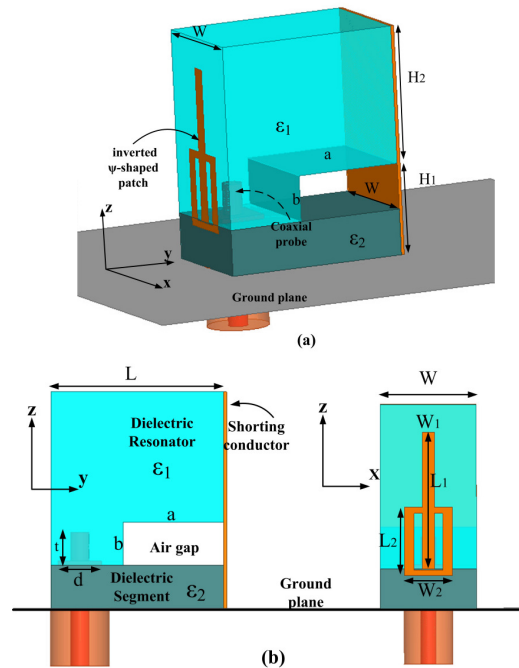 W
H2
ε1
inverted
ψ-shaped
patch
a
H1
W
b
z
Coaxial
probe
ε2
y
x
Ground plane
(a)
L
W
z
Dielectric
Resonator
Shorting
conductor
z
W1
ε1
y
x
L1
a
t
b
Air gap
L2
d
Dielectric
Segment
ε2
Ground
plane
W2
(b)